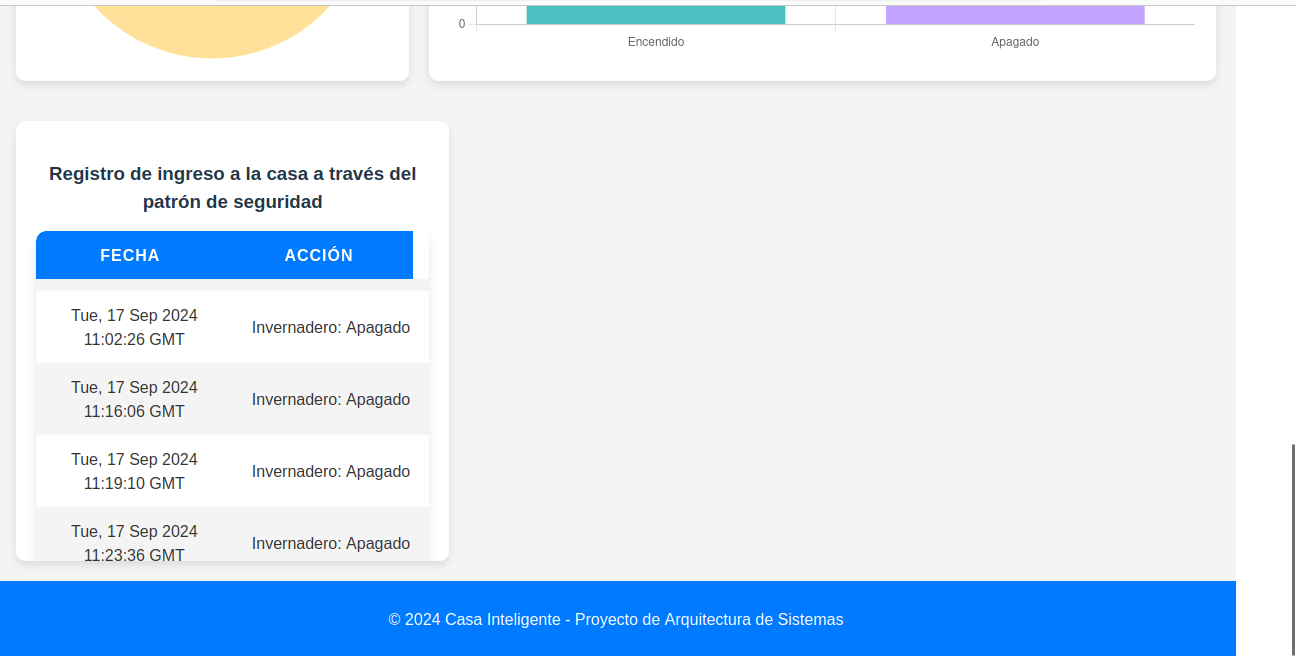 0
Encendido
Apagado
Registro de ingreso a la casa a través del
patrón de seguridad
FECHA ACCIÓN
Tue, 17 Sep 2024
11:02:26 GMT
Invernadero: Apagado
Tue, 17 Sep 2024
11:16:06 GMT
Invernadero: Apagado
Tue, 17 Sep 2024
11:19:10 GMT
Invernadero: Apagado
Tue, 17 Sep 2024
11:23:36 GMT
Invernadero: Apagado
© 2024 Casa Inteligente - Proyecto de Arquitectura de Sistemas